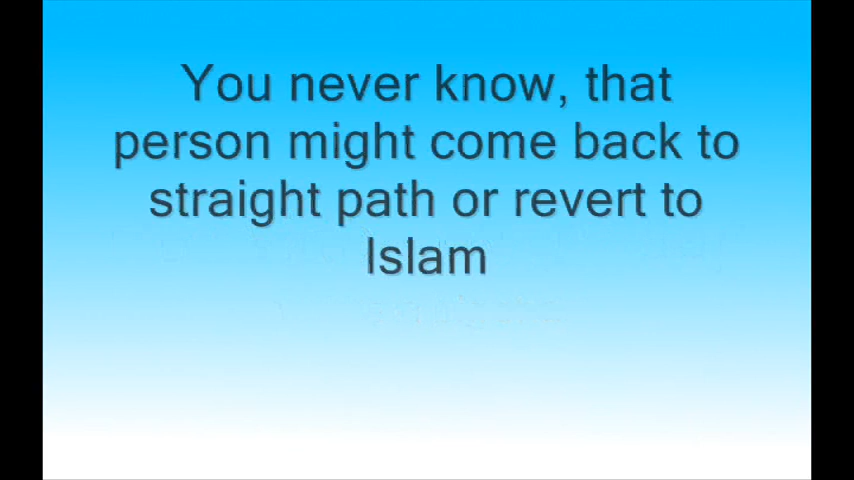 You never know, that
person might come back to
straight path or revert to
Islam